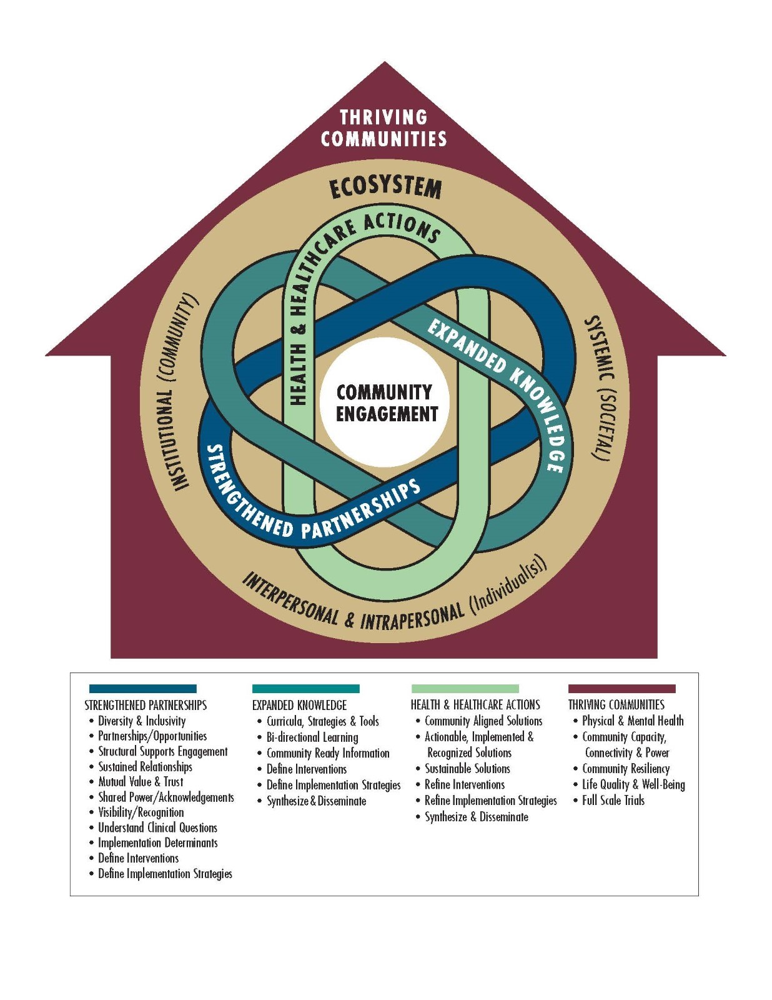 THRIVING
COMMUNITIES
ECOSYSTEM
HEALTH & HEALTHCARE ACTIONS
EXPANDED KNOWLEDGE
STRENGTHENED PARTNERSHIPS
COMMUNITY
ENGAGEMENT
INSTITUTIONAL (COMMUNITY)
SYSTEMIC (SOCIETAL)
INTERPERSONAL & INTRAPERSONAL (Individual[s])
STRENGTHENED PARTNERSHIPS
• Diversity & Inclusivity
• Partnerships/Opportunities
• Structural Supports Engagement
• Sustained Relationships
• Mutual Value & Trust
• Shared Power/Acknowledgements
• Visibility/Recognition
• Understand Clinical Questions
• Implementation Determinants
• Define Interventions
• Define Implementation Strategies
EXPANDED KNOWLEDGE
• Curricula, Strategies & Tools
• Bi-directional Learning
• Community Ready Information
• Define Interventions
• Define Implementation Strategies
• Synthesize & Disseminate
HEALTH & HEALTHCARE ACTIONS
• Community Aligned Solutions
• Actionable, Implemented &
Recognized Solutions
• Sustainable Solutions
• Refine Interventions
• Refine Implementation Strategies
• Synthesize & Disseminate
THRIVING COMMUNITIES
• Physical & Mental Health
• Community Capacity,
Connectivity & Power
• Community Resiliency
• Life Quality & Well-Being
• Full Scale Trials